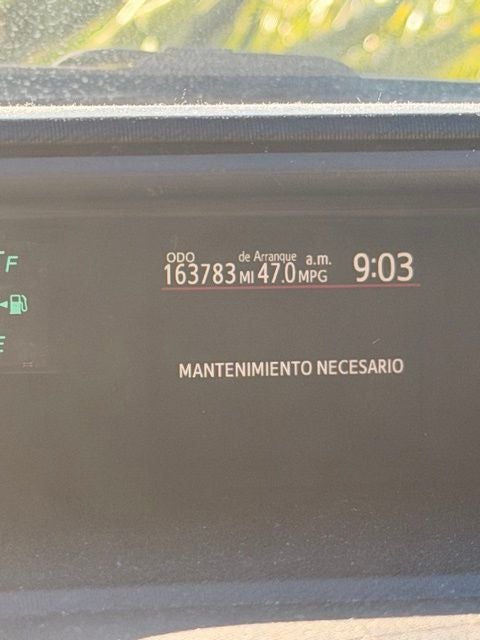 F
ODO de Arranque a.m. 9:03
163783 MI 47.0 MPG
E
MANTENIMIENTO NECESARIO